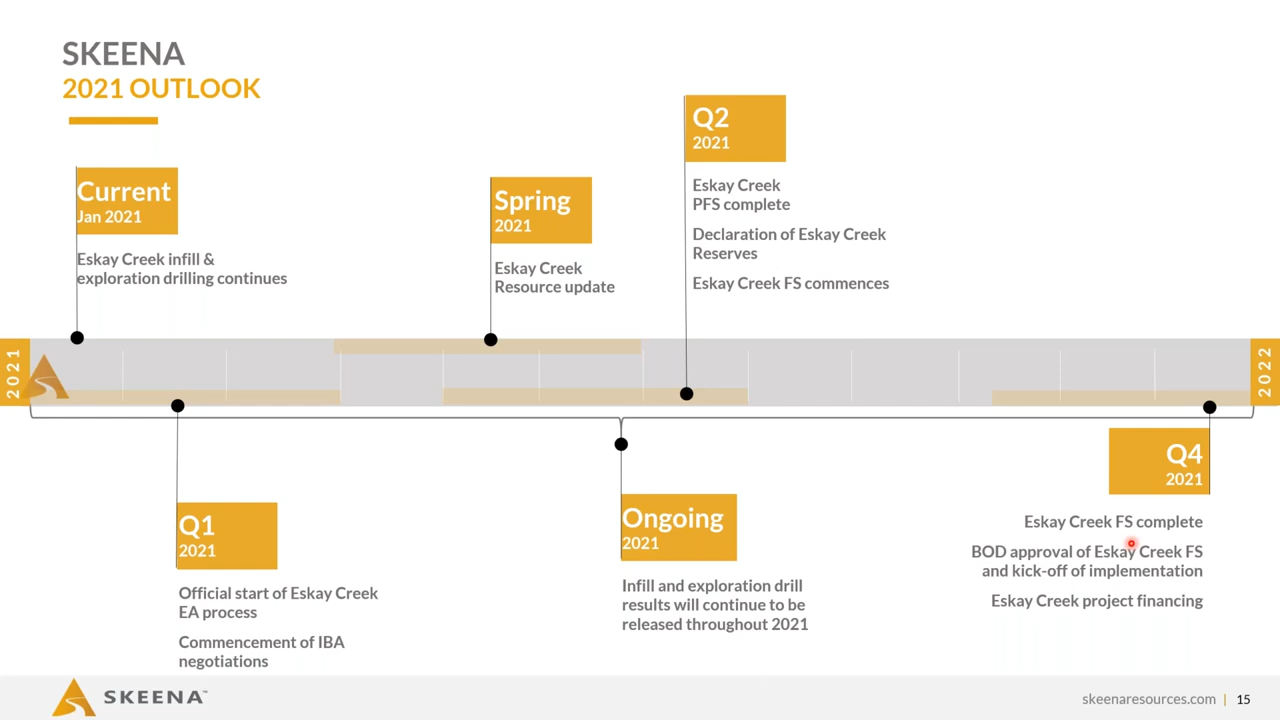 SKEENA
2021 OUTLOOK
Current
Jan 2021
Eskay Creek infill &
exploration drilling continues
Spring
2021
Eskay Creek
Resource update
Q2
2021
Eskay Creek
PFS complete
Declaration of Eskay Creek
Reserves
Eskay Creek FS commences
2021
2022
Q1
2021
Official start of Eskay Creek
EA process
Commencement of IBA
negotiations
Ongoing
2021
Infill and exploration drill
results will continue to be
released throughout 2021
Q4
2021
Eskay Creek FS complete
BOD approval of Eskay Creek FS
and kick-off of implementation
Eskay Creek project financing
SKEENA™
skeenaresources.com | 15